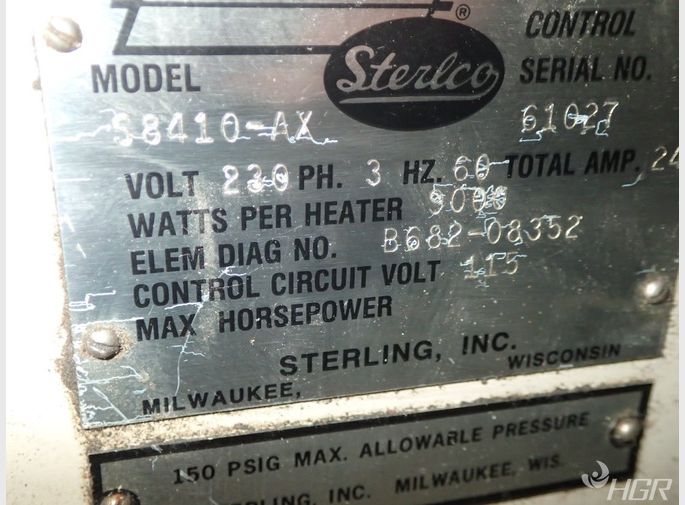 CONTROL
MODEL Sterlco ® SERIAL NO.
S8410-AX 61027
VOLT 230 PH. 3 HZ. 60 TOTAL AMP. 24
WATTS PER HEATER 9000
ELEM DIAG NO. B682-08352
CONTROL CIRCUIT VOLT 115
MAX HORSEPOWER
STERLING, INC.
MILWAUKEE, WISCONSIN
150 PSIG MAX. ALLOWABLE PRESSURE
STERLING, INC. MILWAUKEE, WIS.
HGR